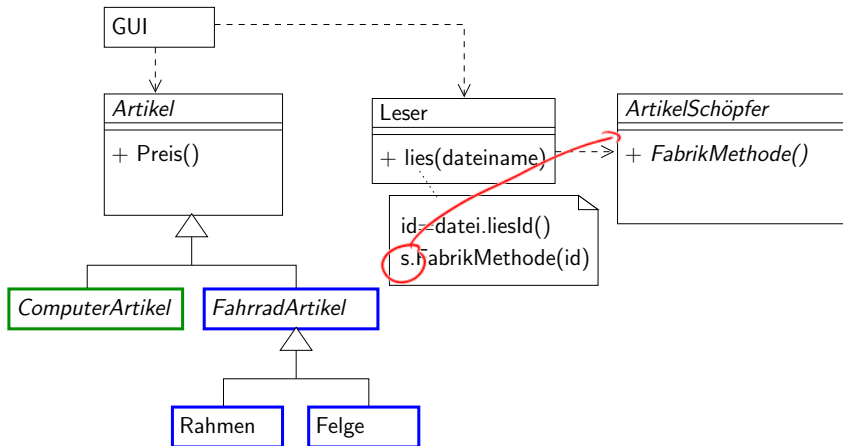 GUI
Artikel
+ Preis()
Leser
+ lies(dateiname)
ArtikelSchöpfer
+ FabrikMethode()
id=datei.liesId()
s.FabrikMethode(id)
ComputerArtikel
FahrradArtikel
Rahmen
Felge